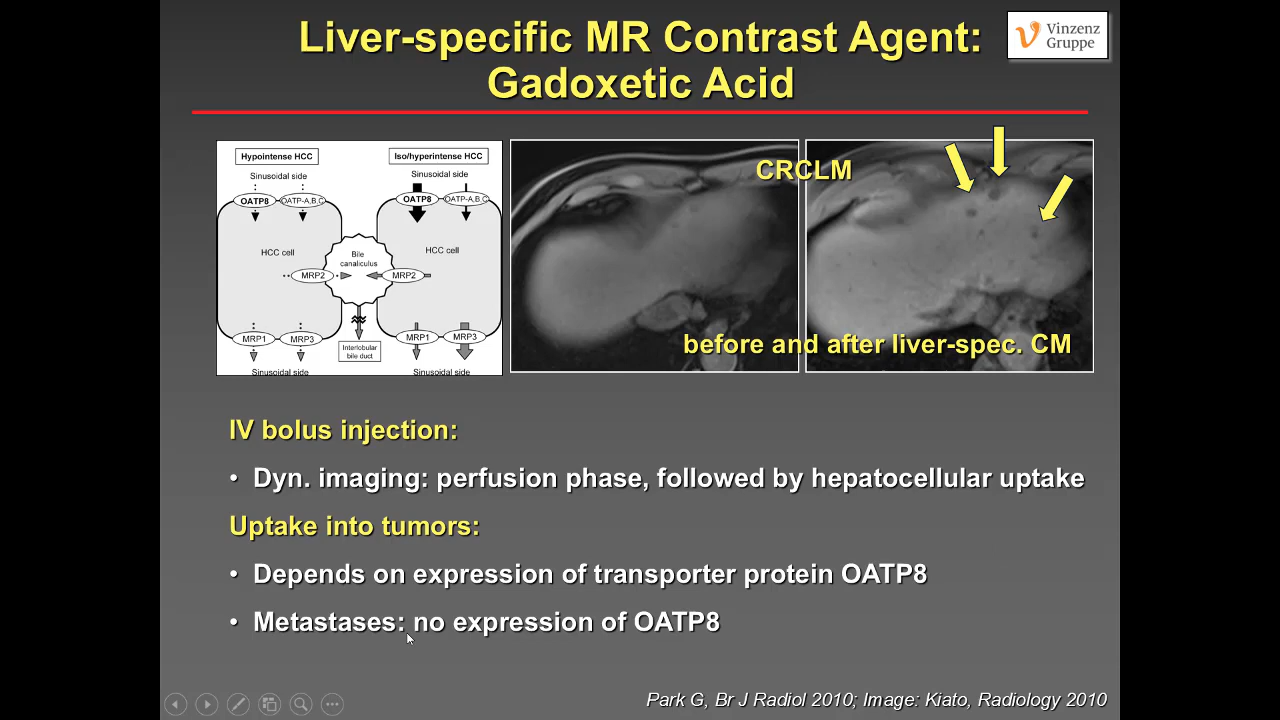 Liver-specific MR Contrast Agent:
Gadoxetic Acid
Vinzenz
Gruppe
Hypointense HCC
Iso/hyperintense HCC
Sinusoidal side
Sinusoidal side
OATP8
OATP-A,B,C
OATP8
OATP-A,B,C
HCC cell
HCC cell
Bile
canaliculus
MRP2
MRP2
MRP1
MRP3
MRP1
MRP3
Interlobular
bile duct
Sinusoidal side
Sinusoidal side
CRCLM
before and after liver-spec. CM
IV bolus injection:
• Dyn. imaging: perfusion phase, followed by hepatocellular uptake
Uptake into tumors:
• Depends on expression of transporter protein OATP8
• Metastases: no expression of OATP8
Park G, Br J Radiol 2010; Image: Kiato, Radiology 2010